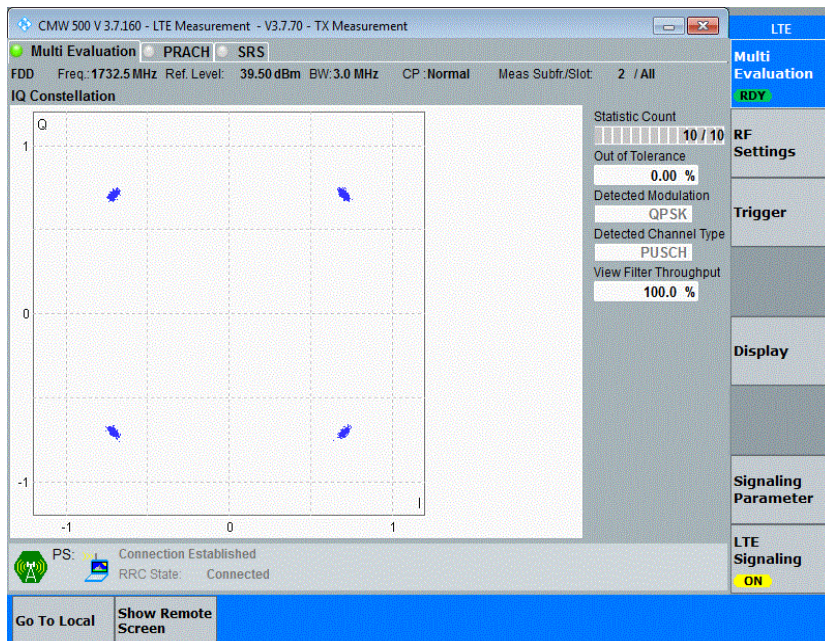 CMW 500 V 3.7.160 - LTE Measurement - V3.7.70 - TX Measurement
LTE
Multi Evaluation PRACH SRS
Multi
Evaluation
RDY
FDD Freq.: 1732.5 MHz Ref. Level: 39.50 dBm BW: 3.0 MHz CP : Normal Meas Subfr./Slot: 2 / All
IQ Constellation
Q
1
0
-1
I
-1 0 1
Statistic Count
10 / 10
Out of Tolerance
0.00 %
Detected Modulation
QPSK
Detected Channel Type
PUSCH
View Filter Throughput
100.0 %
RF
Settings
Trigger
Display
Signaling
Parameter
LTE
Signaling
ON
PS: Connection Established
RRC State: Connected
Go To Local
Show Remote
Screen